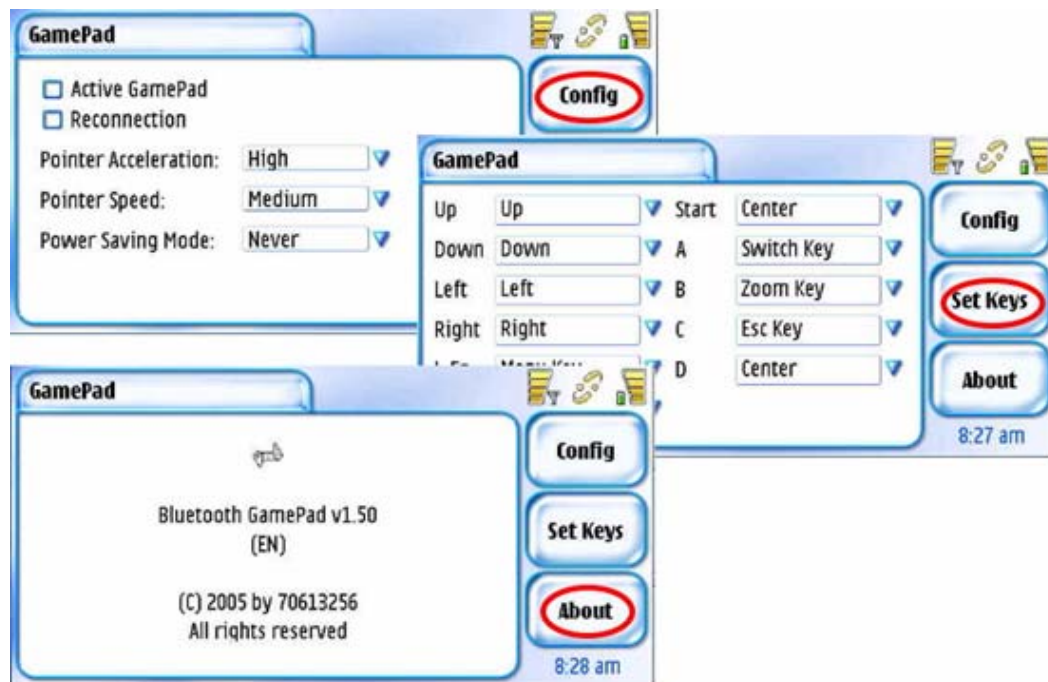 GamePad
Active GamePad
Reconnection
Pointer Acceleration: High
Pointer Speed: Medium
Power Saving Mode: Never
Config
GamePad
Up Up Start Center
Down Down A Switch Key
Left Left B Zoom Key
Right Right C Esc Key
D Center
Config
Set Keys
About
8:27 am
GamePad
Bluetooth GamePad v1.50
(EN)
(C) 2005 by 70613256
All rights reserved
Config
Set Keys
About
8:28 am